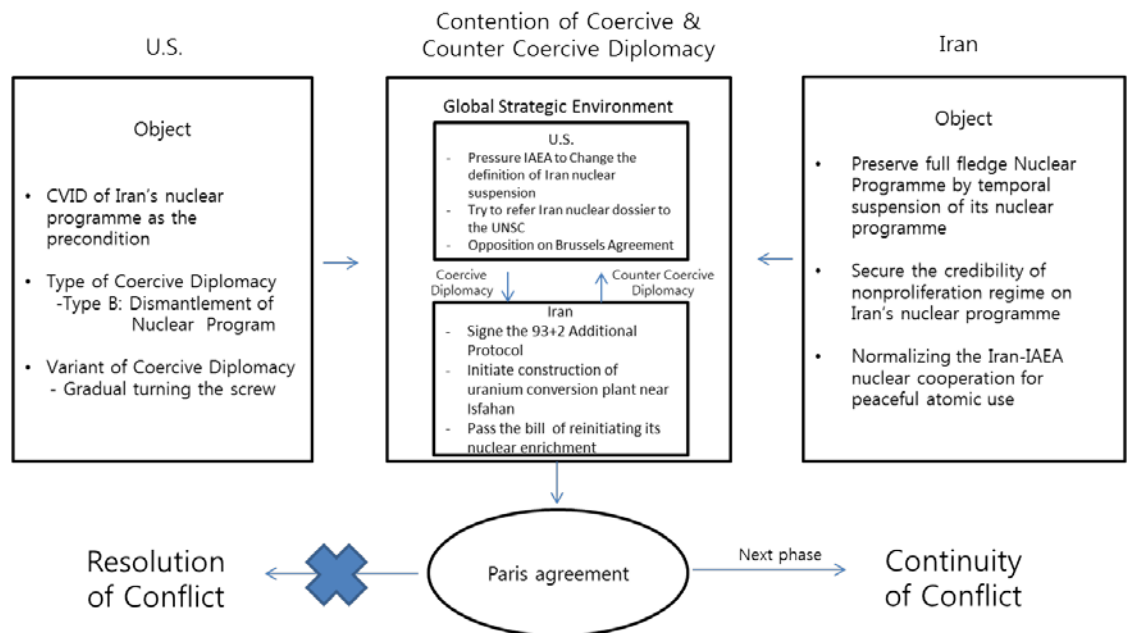 U.S.
Contention of Coercive &
Counter Coercive Diplomacy
Iran
Object
• CVID of Iran's nuclear
programme as the
precondition
• Type of Coercive Diplomacy
-Type B: Dismantlement of
Nuclear Program
• Variant of Coercive Diplomacy
- Gradual turning the screw
Global Strategic Environment
U.S.
- Pressure IAEA to Change the
definition of Iran nuclear
suspension
- Try to refer Iran nuclear dossier to
the UNSC
- Opposition on Brussels Agreement
Coercive
Diplomacy
Counter Coercive
Diplomacy
Iran
- Signe the 93+2 Additional
Protocol
- Initiate construction of
uranium conversion plant near
Isfahan
- Pass the bill of reinitiating its
nuclear enrichment
Object
• Preserve full fledge Nuclear
Programme by temporal
suspension of its nuclear
programme
• Secure the credibility of
nonproliferation regime on
Iran's nuclear programme
• Normalizing the Iran-IAEA
nuclear cooperation for
peaceful atomic use
Resolution
of Conflict
Paris agreement
Next phase
Continuity
of Conflict